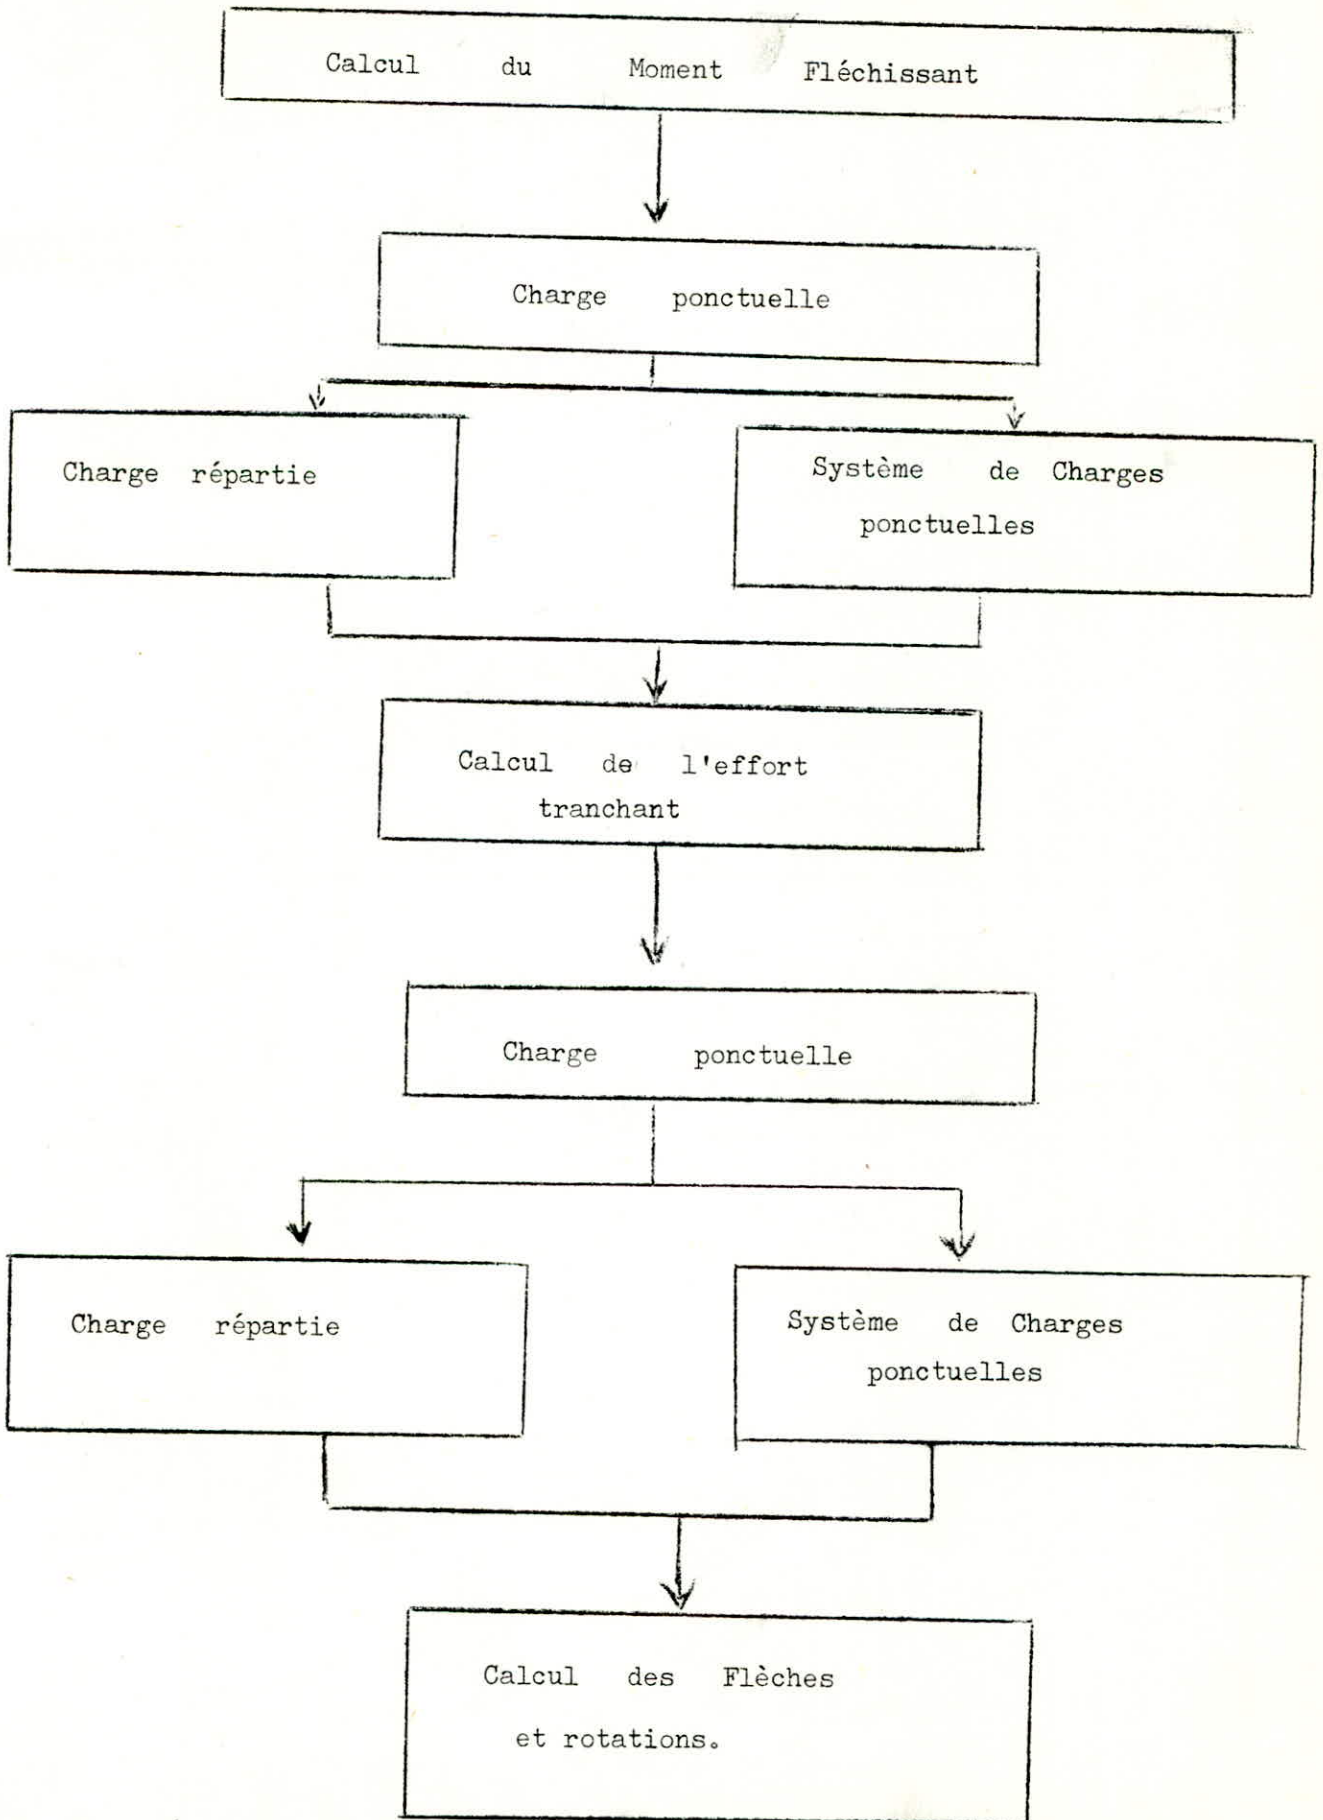 Calcul du Moment Fléchissant
Charge ponctuelle
Charge répartie
Système de Charges
ponctuelles
Calcul de l'effort
tranchant
Charge ponctuelle
Charge répartie
Système de Charges
ponctuelles
Calcul des Flèches
et rotations.